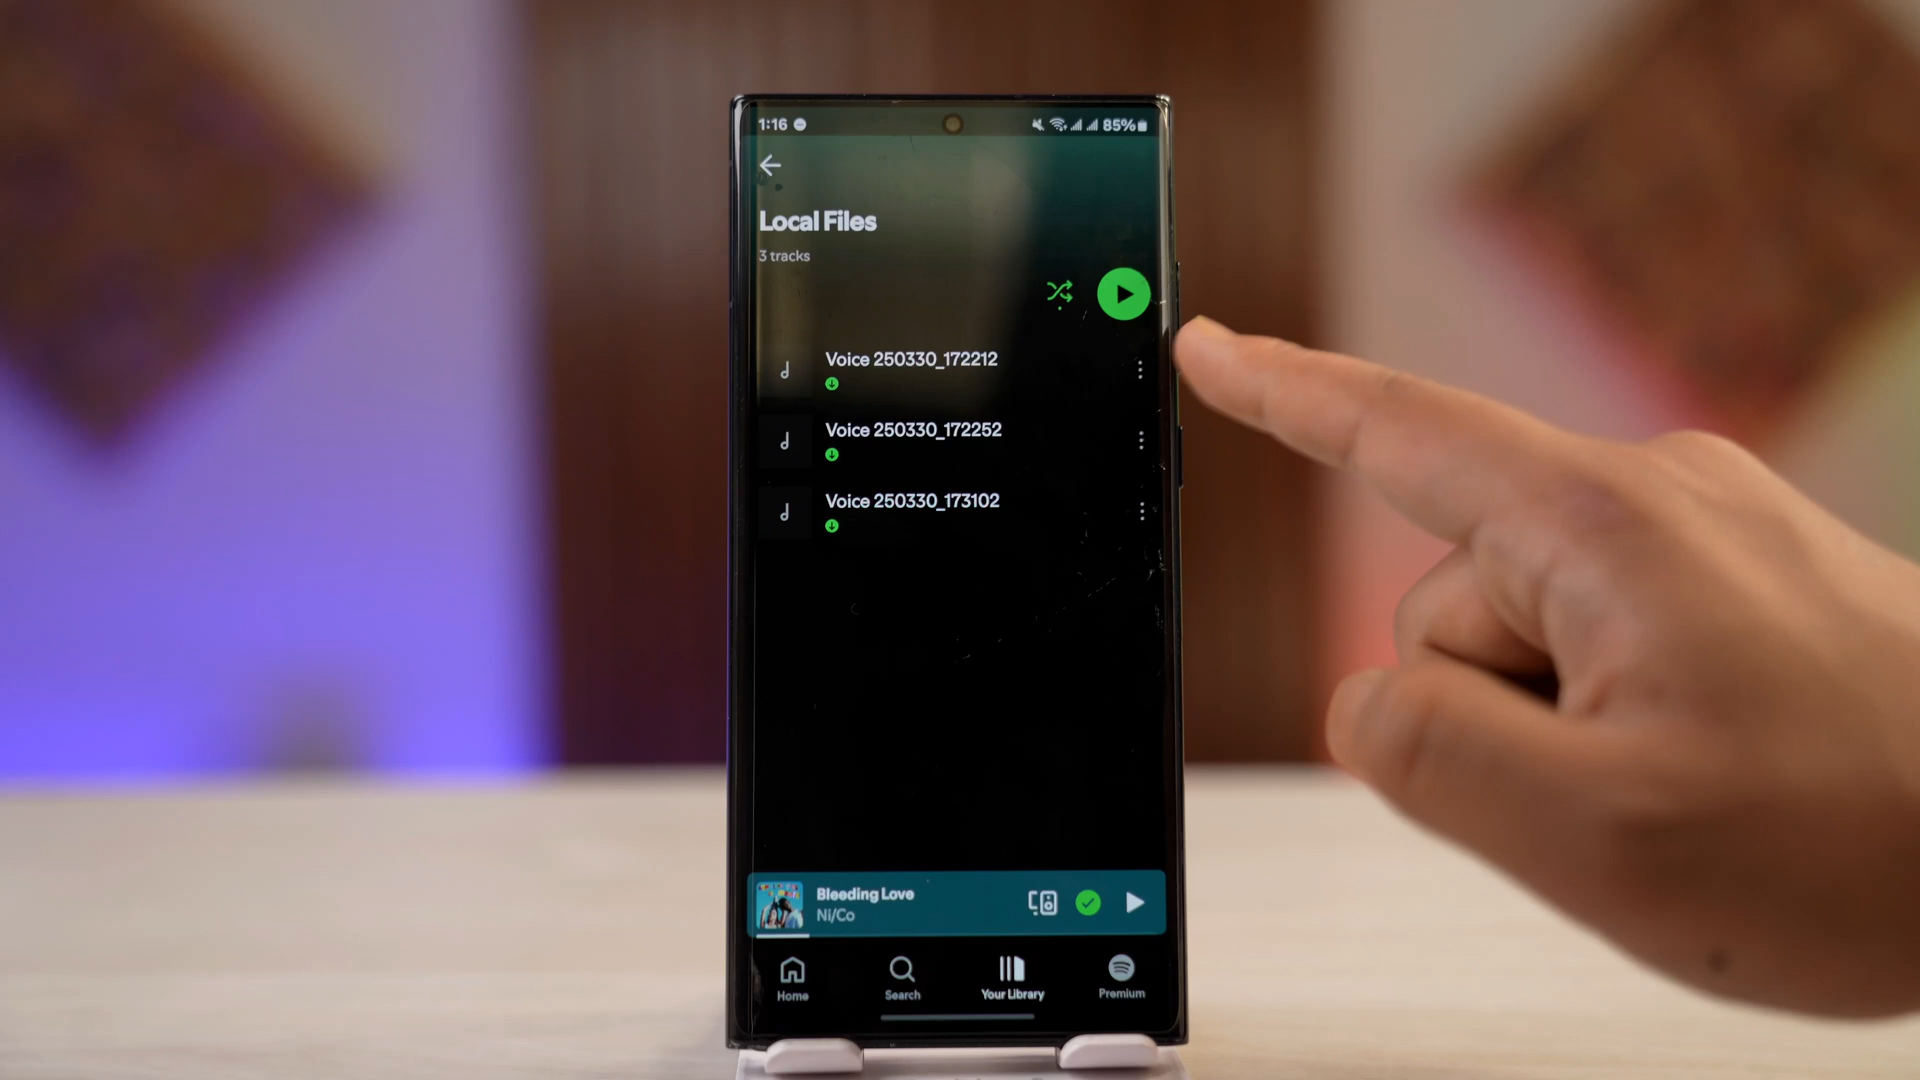 1:16
85%
Local Files
3 tracks
Voice 250330_172212
Voice 250330_172252
Voice 250330_173102
Bleeding Love
Ni/Co
Home
Search
Your Library
Premium